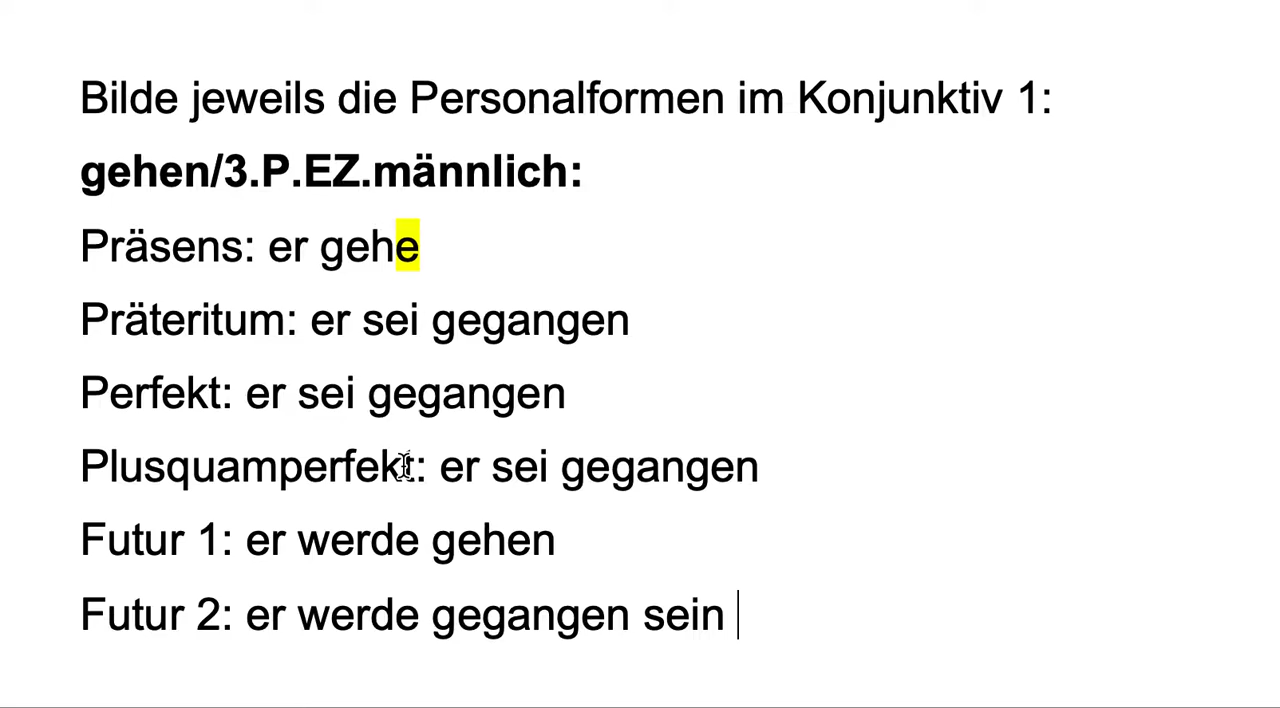 Bilde jeweils die Personalformen im Konjunktiv 1:
gehen/3.P.EZ.männlich:
Präsens: er gehe
Präteritum: er sei gegangen
Perfekt: er sei gegangen
Plusquamperfekt: er sei gegangen
Futur 1: er werde gehen
Futur 2: er werde gegangen sein